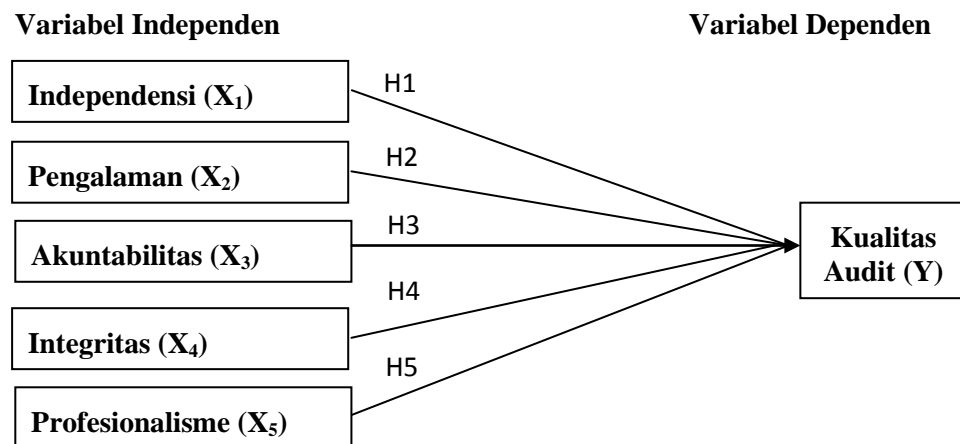 Variabel Independen
Variabel Dependen
Independensi (X₁)
H1
Pengalaman (X₂)
H2
Akuntabilitas (X₃)
H3
Integritas (X₄)
H4
Profesionalisme (X₅)
H5
Kualitas
Audit (Y)